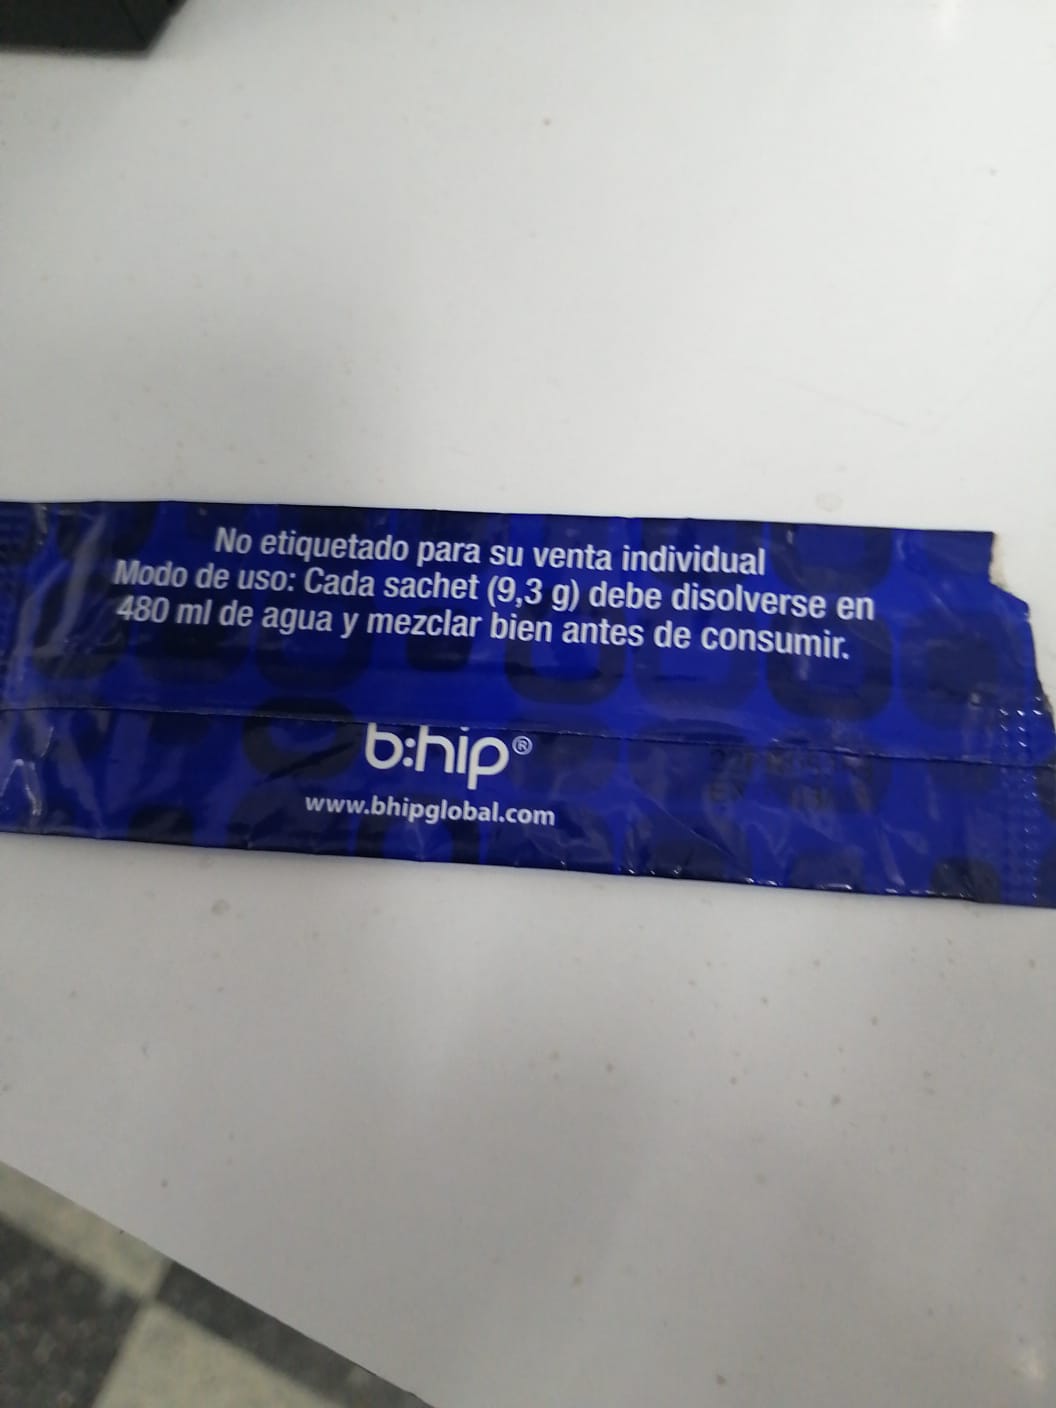 No etiquetado para su venta individual
Modo de uso: Cada sachet (9,3 g) debe disolverse en
480 ml de agua y mezclar bien antes de consumir.
b:hip®
www.bhipglobal.com